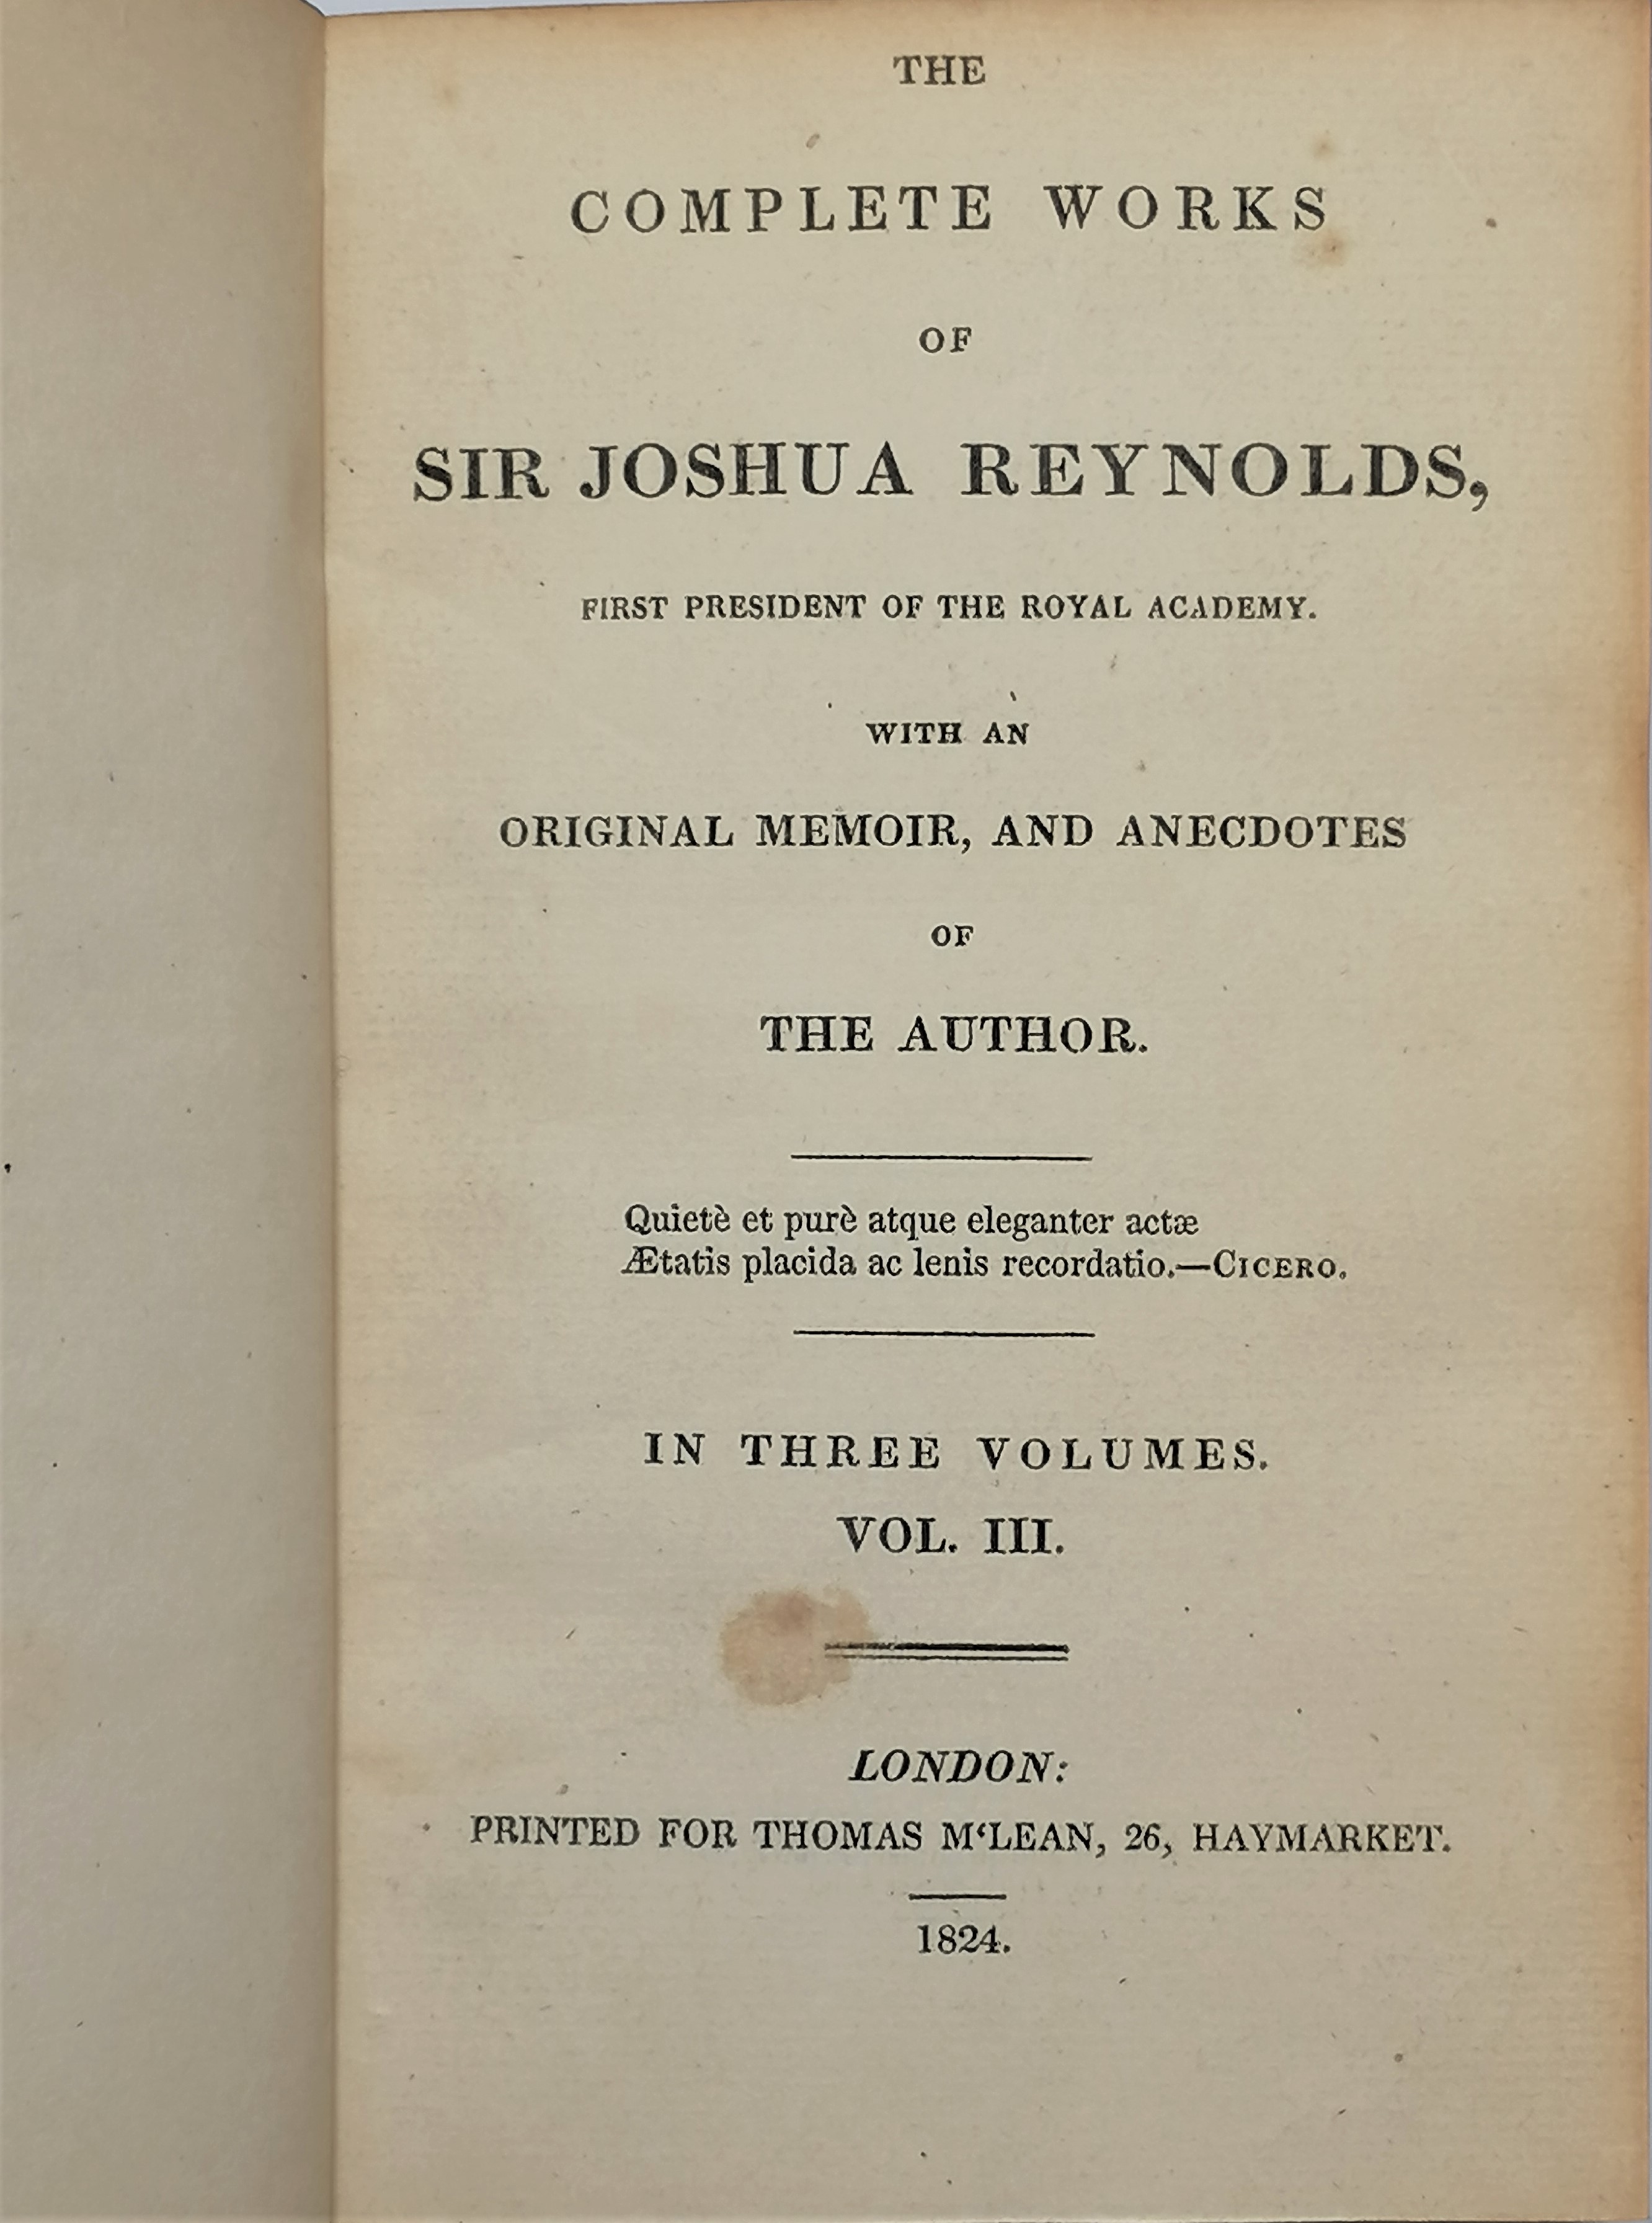 THE
COMPLETE WORKS
OF
SIR JOSHUA REYNOLDS,
FIRST PRESIDENT OF THE ROYAL ACADEMY.
WITH AN
ORIGINAL MEMOIR, AND ANECDOTES
OF
THE AUTHOR.
Quietè et purè atque eleganter actæ
Ætatis placida ac lenis recordatio.—CICERO.
IN THREE VOLUMES.
VOL. III.
LONDON:
PRINTED FOR THOMAS M‘LEAN, 26, HAYMARKET.
1824.